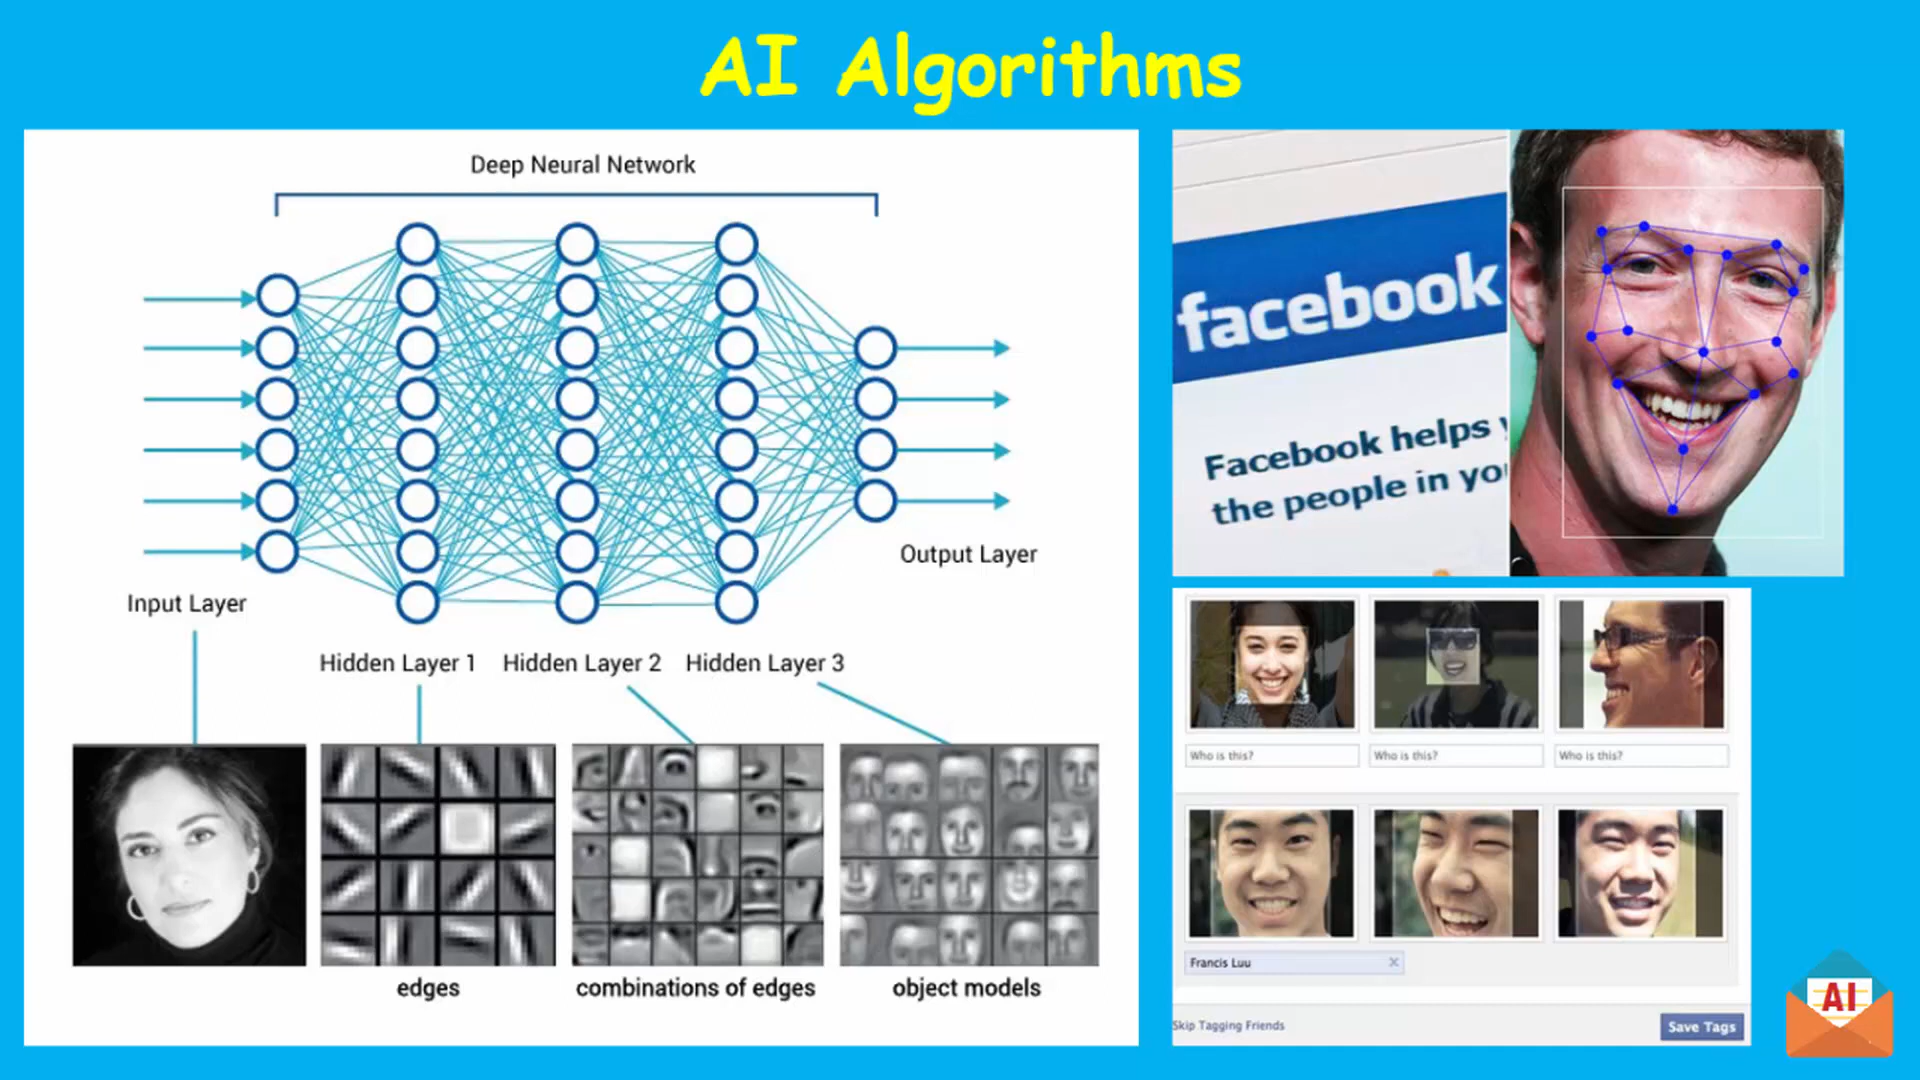 AI Algorithms
Deep Neural Network
Output Layer
Input Layer
Hidden Layer 1
Hidden Layer 2
Hidden Layer 3
edges
combinations of edges
object models
facebook
Facebook helps
the people in
Who is this?
Who is this?
Who is this?
Francis Luu
Skip Tagging Friends
Save Tags
AI